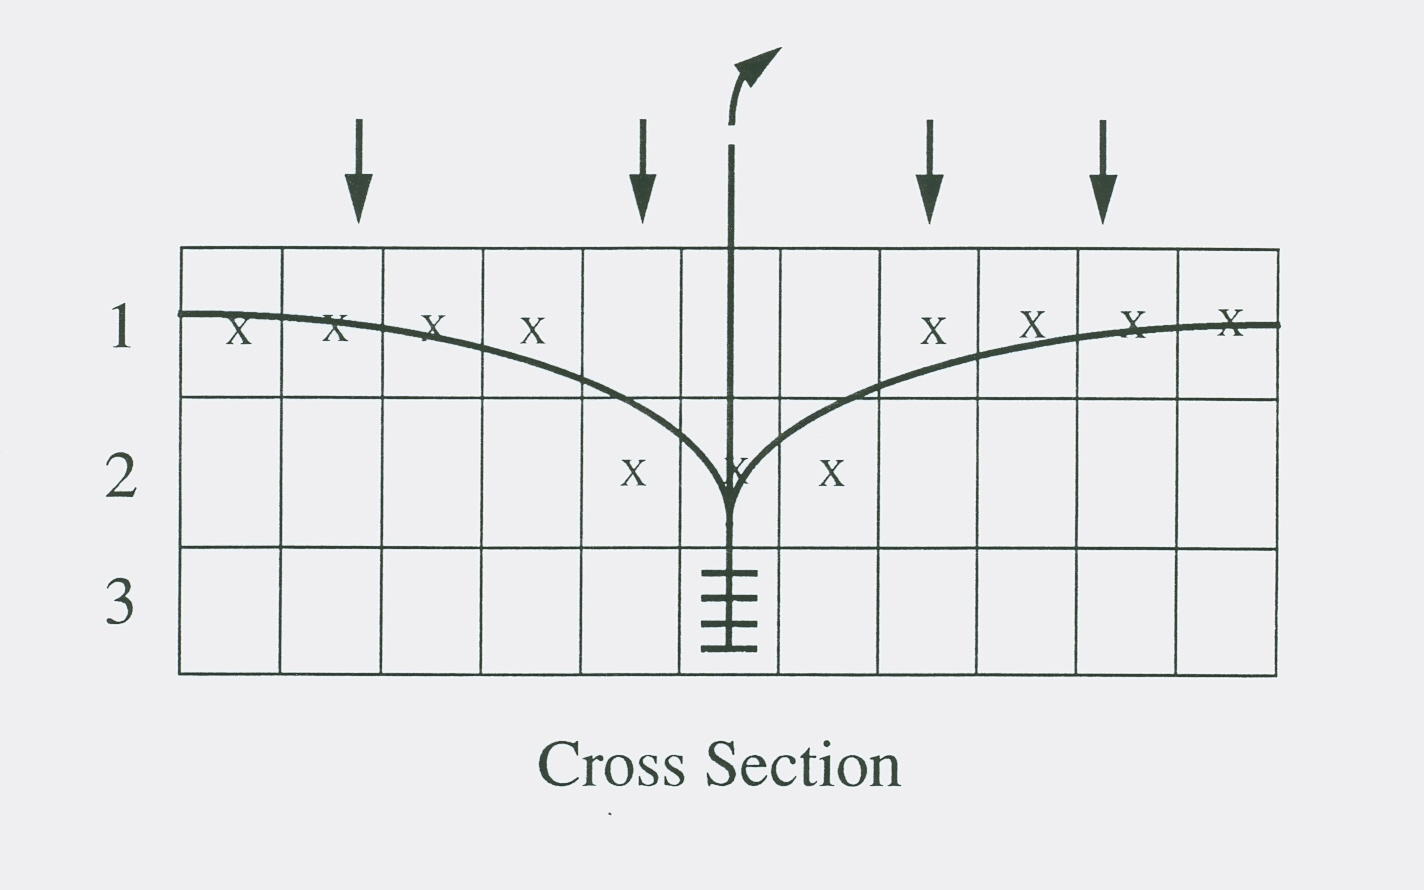 1 X X X X X X X X
2 X X X
3
Cross Section